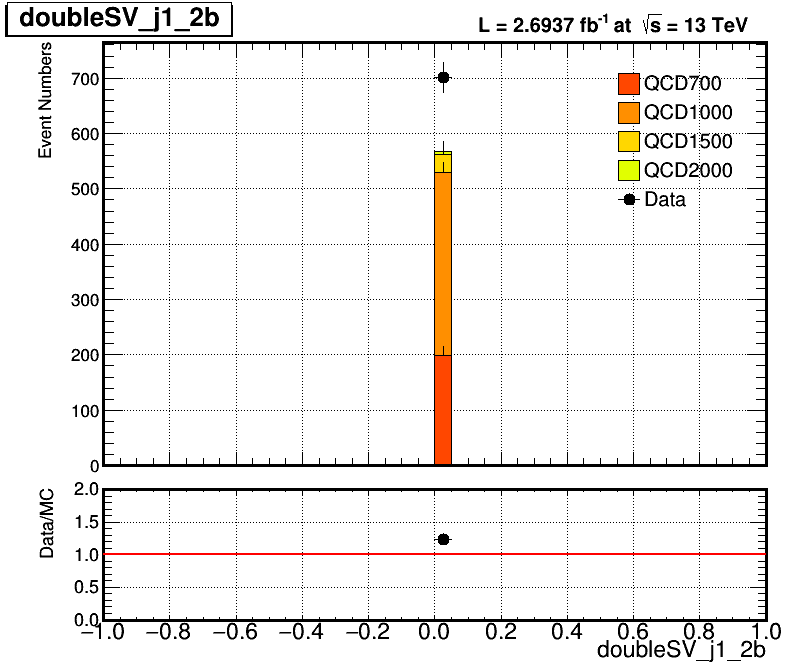 doubleSV_j1_2b
L = 2.6937 fb⁻¹ at √s = 13 TeV
Event Numbers
700
600
500
400
300
200
100
0
QCD700
QCD1000
QCD1500
QCD2000
Data
Data/MC
2.0
1.5
1.0
0.5
0.0
−1.0 −0.8 −0.6 −0.4 −0.2 0.0 0.2 0.4 0.6 0.8 1.0
doubleSV_j1_2b